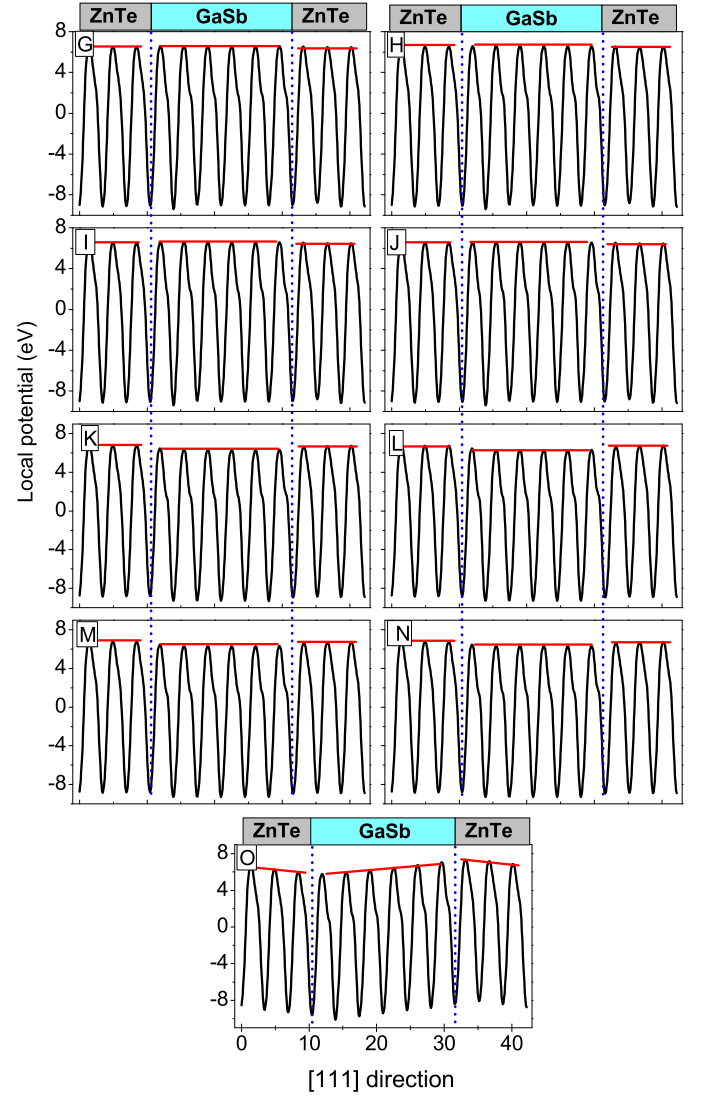 ZnTe GaSb ZnTe ZnTe GaSb ZnTe
8 G H
4
0
-4
-8
8 I J
4
0
-4
-8
8 K L
4
0
-4
-8
8 M N
4
0
-4
-8
Local potential (eV)
ZnTe GaSb ZnTe
8 O
4
0
-4
-8
0 10 20 30 40
[111] direction